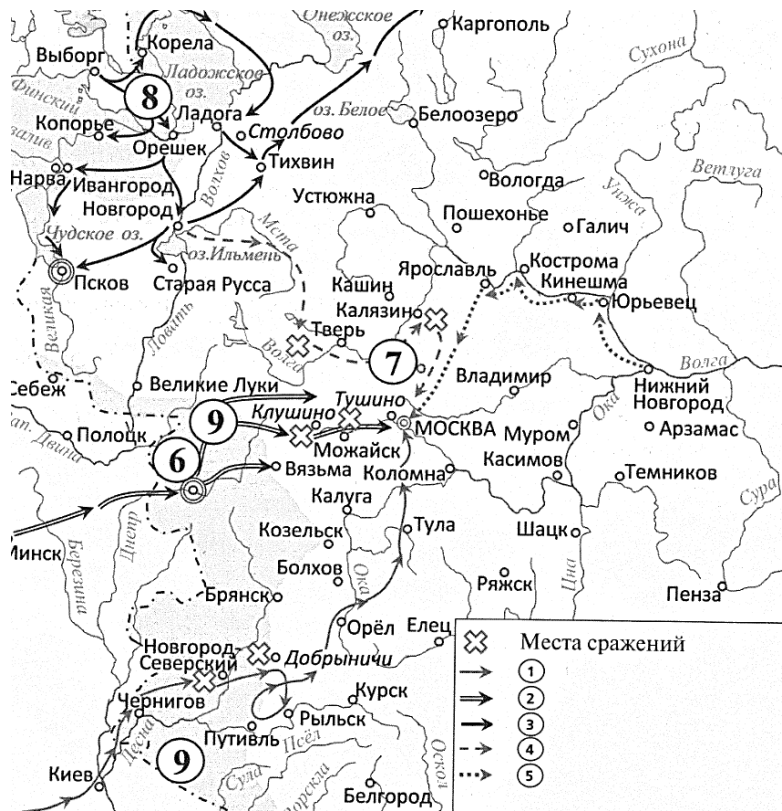 Онежское
оз.
Каргополь
Сухона
Выборг
Корела
Ладожское
оз.
Финский
залив
8
Ладога
оз. Белое
Белоозеро
Копорье
Орешек
Столбово
Тихвин
Волхов
Нарва
Ивангород
Новгород
Вологда
Ветлуга
Унжа
Устюжна
Пошехонье
Галич
Мста
Чудское оз.
оз.Ильмень
Псков
Старая Русса
Ярославль
Кострома
Кинешма
Юрьевец
Кашин
Калязино
Великая
Ловать
Тверь
Волга
7
Волга
Себеж
Великие Луки
Владимир
Нижний
Новгород
Ока
9
Клушино
Тушино
МОСКВА
Зап. Двина
Полоцк
Муром
Арзамас
6
Можайск
Вязьма
Коломна
Касимов
Темников
Сура
Калуга
Минск
Днепр
Козельск
Тула
Шацк
Березина
Болхов
Ока
Цна
Ряжск
Пенза
Брянск
Орёл
Елец
Новгород-
Северский
Добрыничи
Чернигов
Курск
Рыльск
Десна
Путивль
Псёл
9
Киев
Сула
Ворскла
Оскол
Белгород
Места сражений
1
2
3
4
5